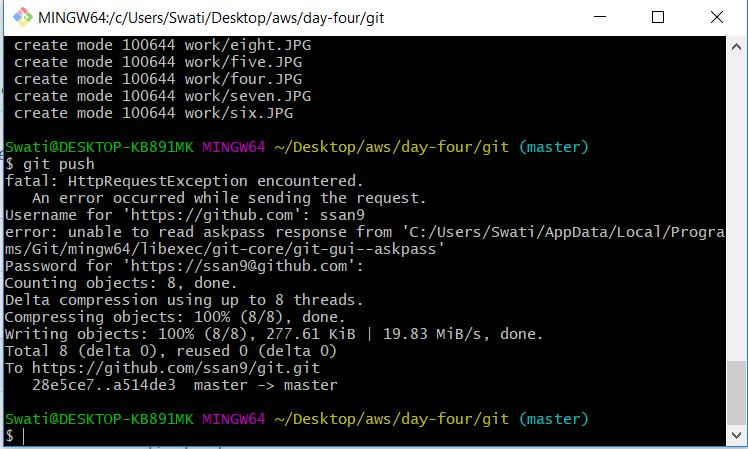 MINGW64:/c/Users/Swati/Desktop/aws/day-four/git
create mode 100644 work/eight.JPG
create mode 100644 work/five.JPG
create mode 100644 work/four.JPG
create mode 100644 work/seven.JPG
create mode 100644 work/six.JPG
Swati@DESKTOP-KB891MK MINGW64 ~/Desktop/aws/day-four/git (master)
$ git push
fatal: HttpRequestException encountered.
An error occurred while sending the request.
Username for 'https://github.com': ssan9
error: unable to read askpass response from 'C:/Users/Swati/AppData/Local/Progra
ms/Git/mingw64/libexec/git-core/git-gui--askpass'
Password for 'https://ssan9@github.com':
Counting objects: 8, done.
Delta compression using up to 8 threads.
Compressing objects: 100% (8/8), done.
Writing objects: 100% (8/8), 277.61 KiB | 19.83 MiB/s, done.
Total 8 (delta 0), reused 0 (delta 0)
To https://github.com/ssan9/git.git
28e5ce7..a514de3  master -> master
Swati@DESKTOP-KB891MK MINGW64 ~/Desktop/aws/day-four/git (master)
$